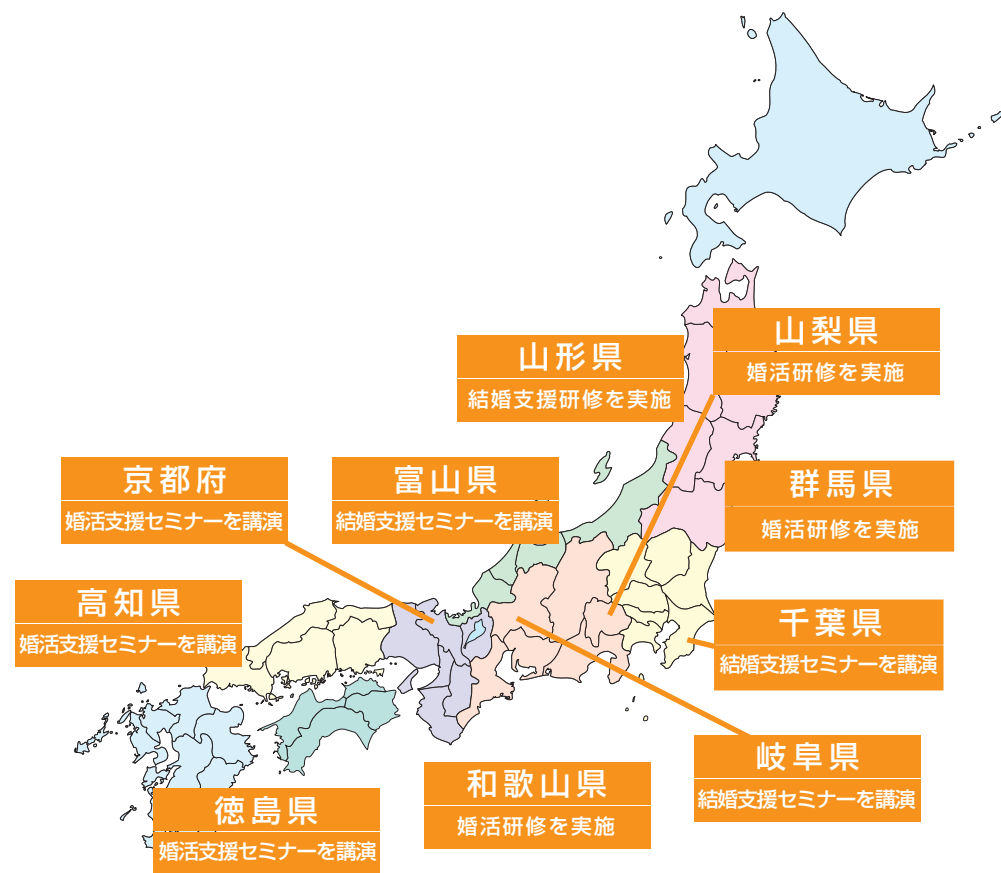 山梨県
婚活研修を実施
山形県
結婚支援研修を実施
京都府
婚活支援セミナーを講演
富山県
結婚支援セミナーを講演
群馬県
婚活研修を実施
高知県
婚活支援セミナーを講演
千葉県
結婚支援セミナーを講演
岐阜県
結婚支援セミナーを講演
和歌山県
婚活研修を実施
徳島県
婚活支援セミナーを講演